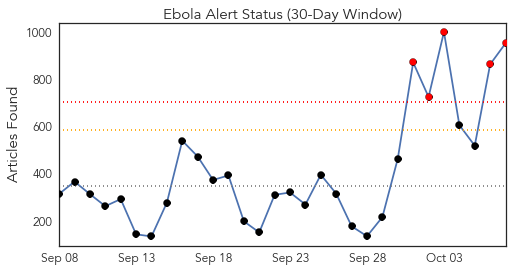 Ebola Alert Status (30-Day Window)
Articles Found
1000
800
600
400
200
Sep 08
Sep 13
Sep 18
Sep 23
Sep 28
Oct 03